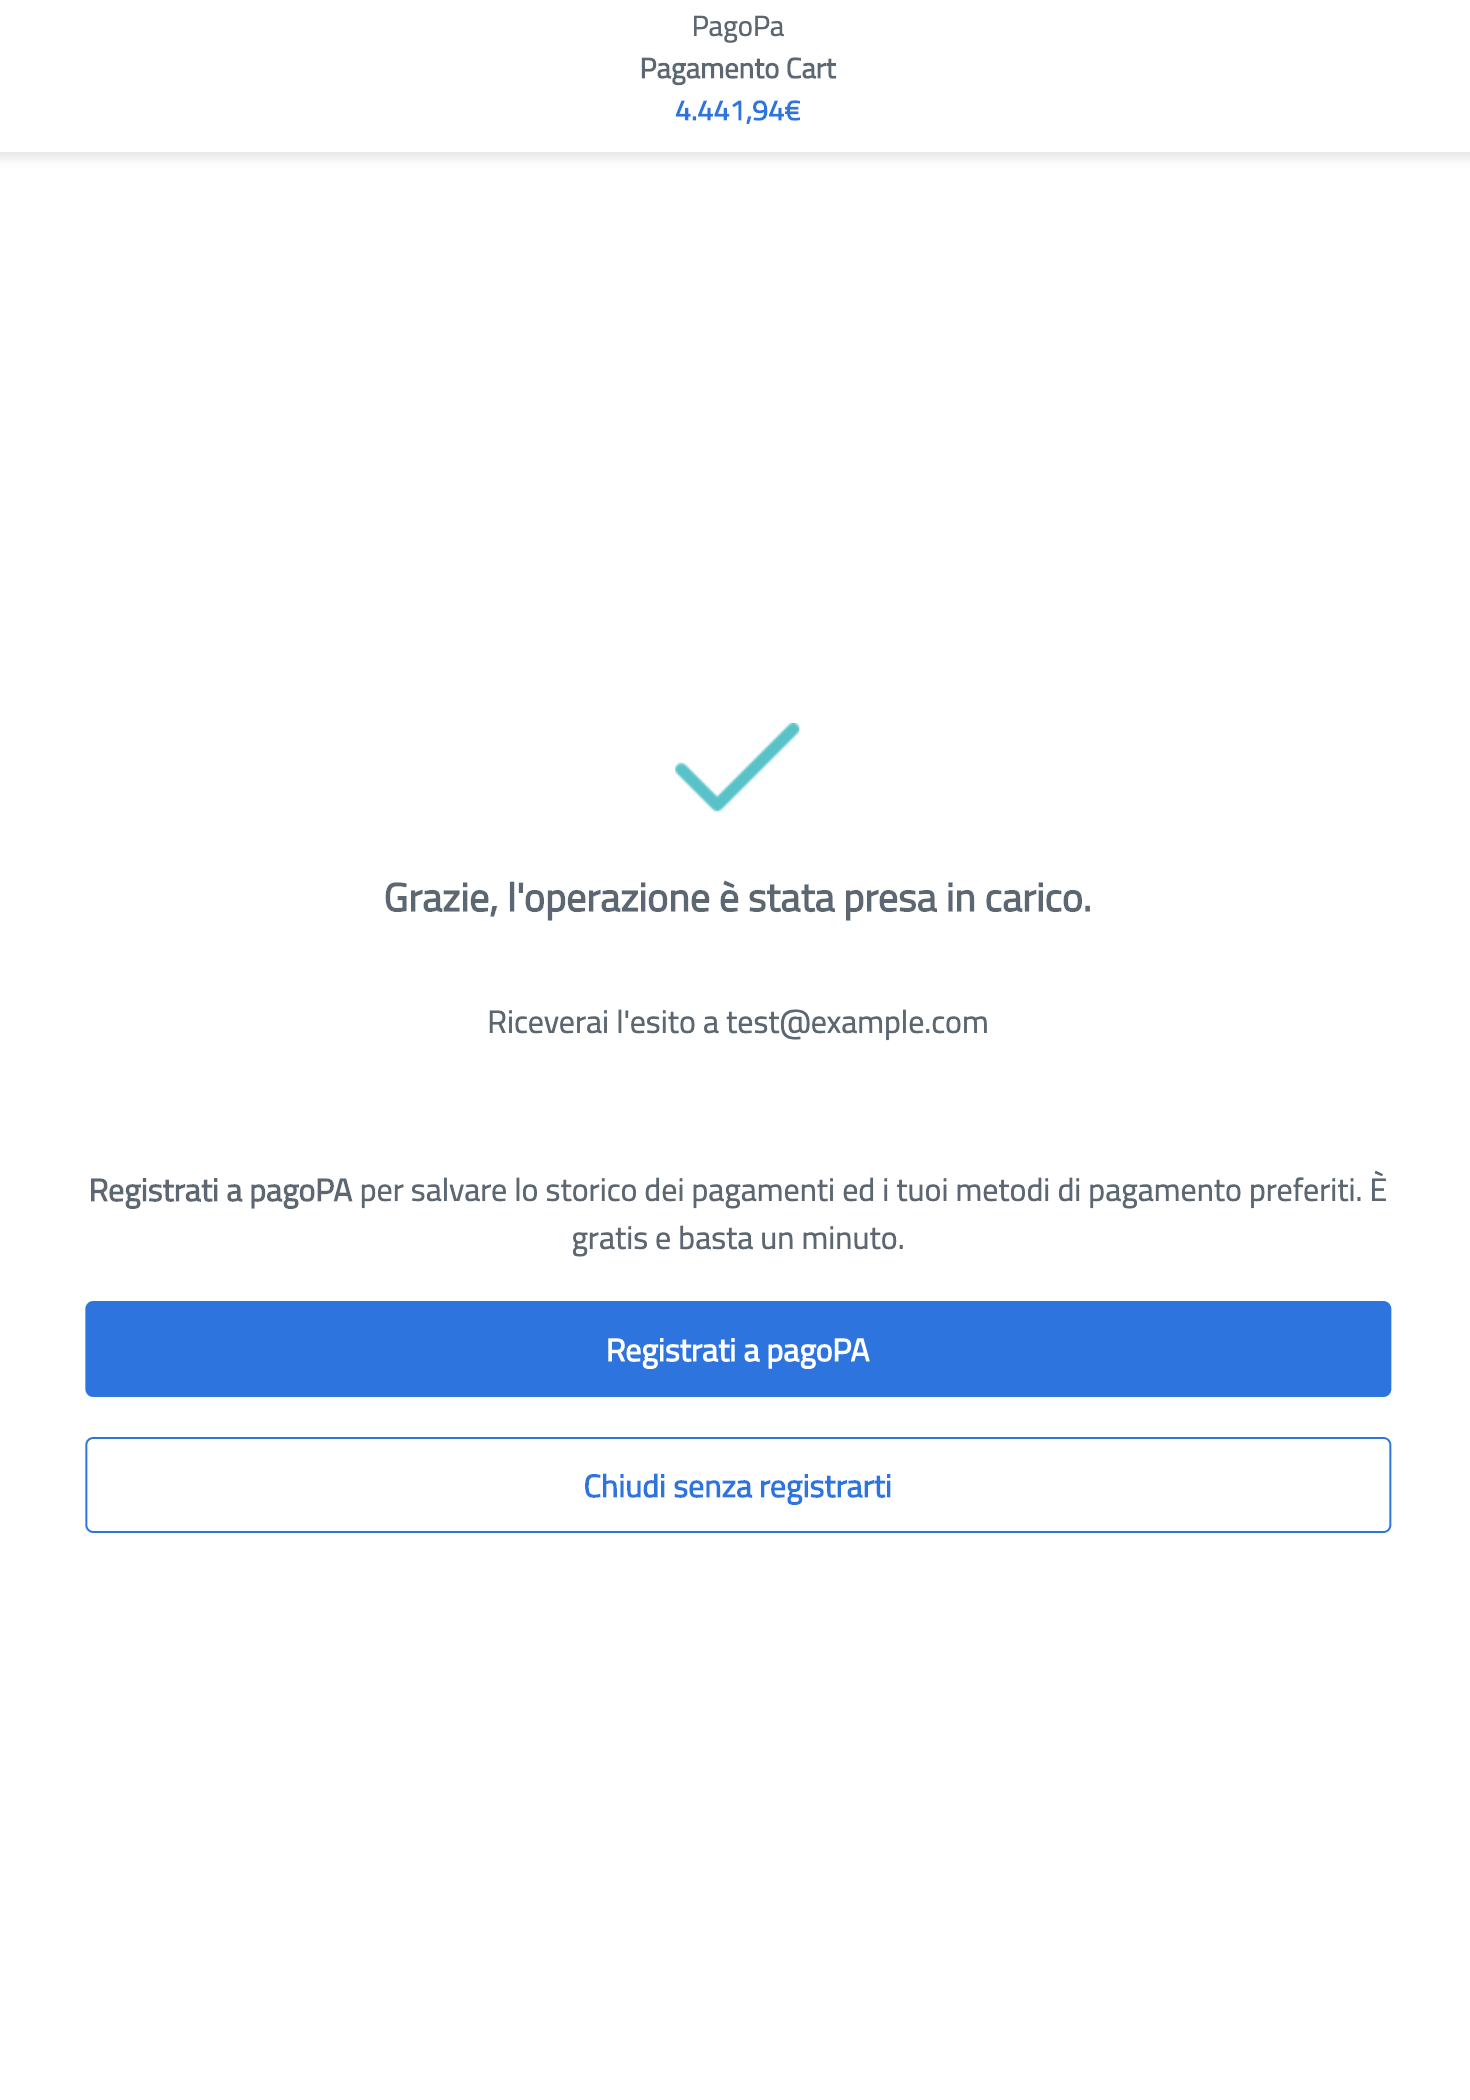 PagoPa
Pagamento Cart
4.441,94€
Grazie, l'operazione è stata presa in carico.
Riceverai l'esito a test@example.com
Registrati a pagoPA per salvare lo storico dei pagamenti ed i tuoi metodi di pagamento preferiti. È
gratis e basta un minuto.
Registrati a pagoPA
Chiudi senza registrarti